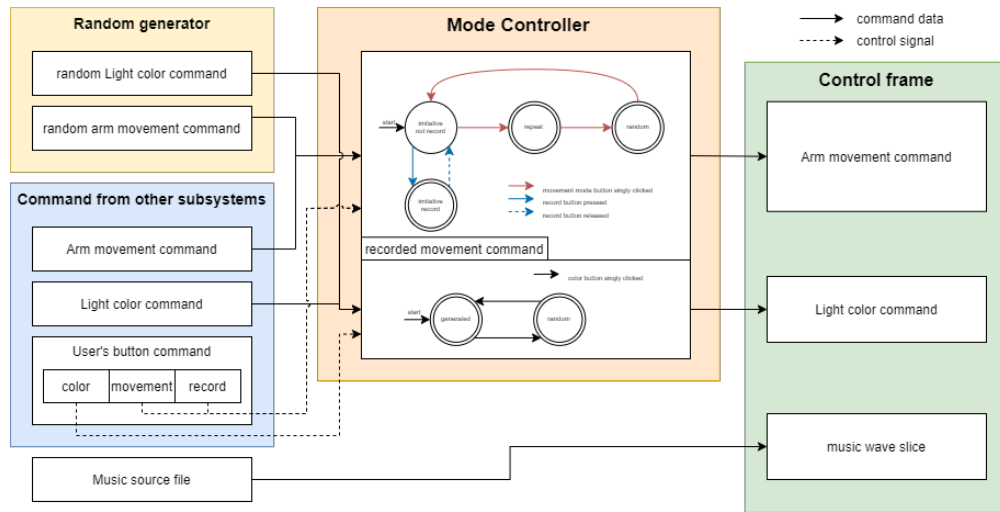 Random generator
random Light color command
random arm movement command
Command from other subsystems
Arm movement command
Light color command
User's button command
color
movement
record
Music source file
Mode Controller
start
imitiative
not record
repeat
random
imitiative
record
movement mode button singly clicked
record button pressed
record button released
recorded movement command
color button singly clicked
start
generated
random
command data
control signal
Control frame
Arm movement command
Light color command
music wave slice